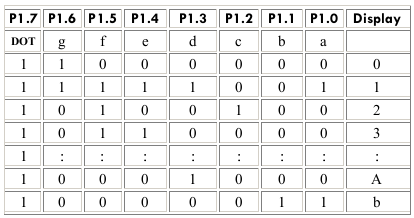 P1.7 P1.6 P1.5 P1.4 P1.3 P1.2 P1.1 P1.0 Display
DOT g f e d c b a
1 1 0 0 0 0 0 0 0
1 1 1 1 1 0 0 1 1
1 0 1 0 0 1 0 0 2
1 0 1 1 0 0 0 0 3
1 : : : : : : : :
1 0 0 0 1 0 0 0 A
1 0 0 0 0 0 1 1 b